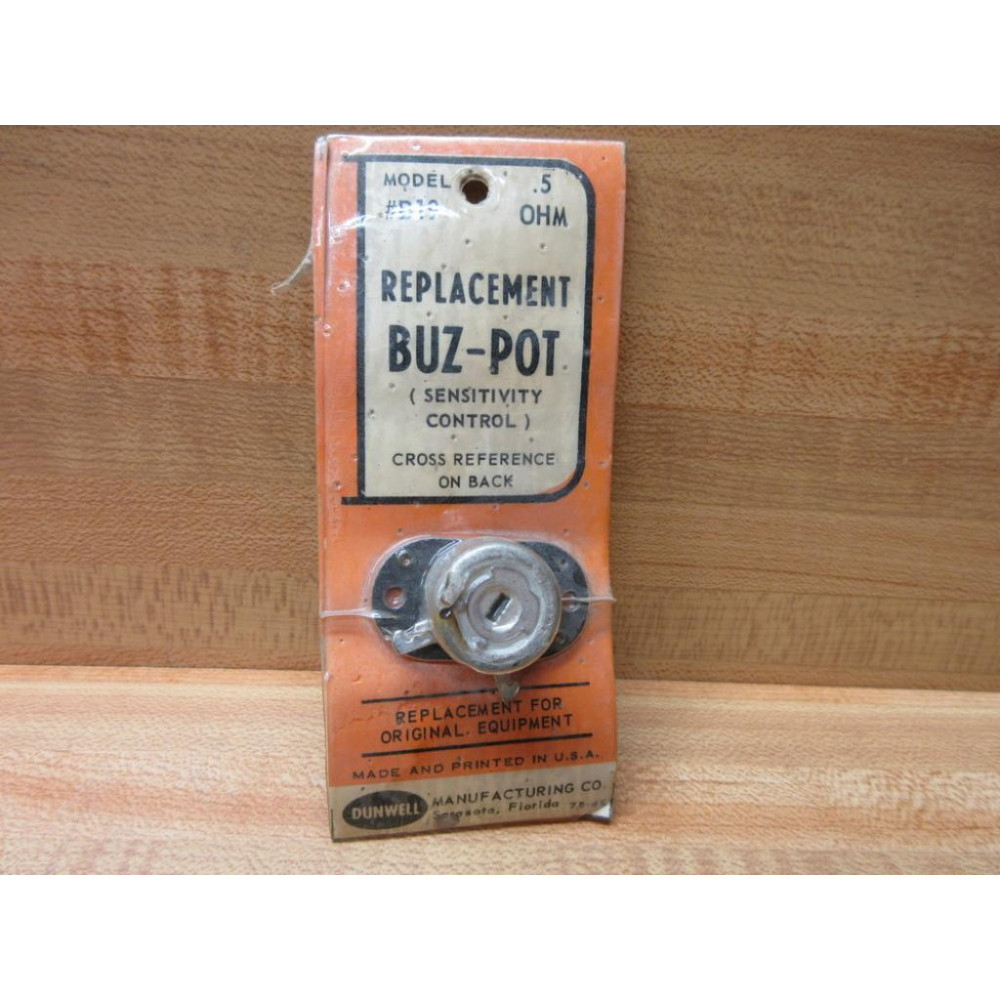 MODEL .5
#D19 OHM
REPLACEMENT
BUZ-POT
( SENSITIVITY
CONTROL )
CROSS REFERENCE
ON BACK
REPLACEMENT FOR
ORIGINAL EQUIPMENT
MADE AND PRINTED IN U.S.A.
DUNWELL MANUFACTURING CO.
Sarasota, Florida